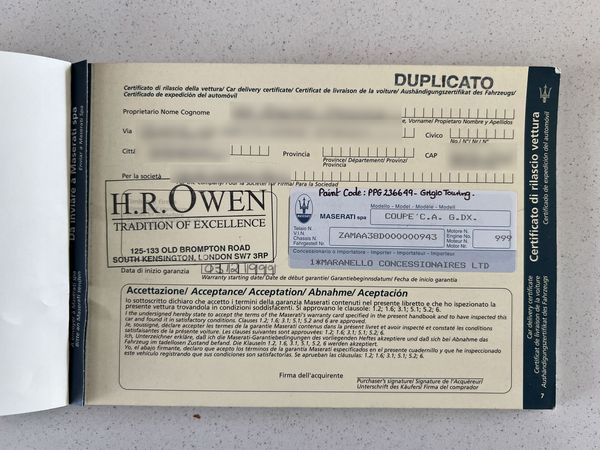 DUPLICATO
Certificato di rilascio della vettura/ Car delivery certificate/ Certificat de livraison de la voiture/ Aushändigungszertifikat des Fahrzeugs/
Certificado de expedición del automóvil
Proprietario Nome Cognome
Vorname/ Propietario Nombre y Apellidos
Via
Civico
No./ N°/ Nr./ N°
Città
Provincia
Province/ Département/ Provinz
Provincia
CAP
Per la società
Point Code: PPG 236649 - Grigio Touring.
H.R. OWEN
TRADITION OF EXCELLENCE
125-133 OLD BROMPTON ROAD
SOUTH KENSINGTON, LONDON SW7 3RP
MASERATI spa
Modello - Model - Modèle - Modell
COUPE'C.A. G.DX.
Telaio N.
V.I.N.
Chassis N.
Fahrgestell Nr
ZAMAA38D000000943
Motore N.
Engine No.
Moteur N.
Motor Nr.
999
Concessionario o Importatore - Importer - Importateur - Importeur
1*MARANELLO CONCESSIONAIRES LTD
Data di inizio garanzia
03/12/1999
Warranty starting date/ Date de début garantie/ Garantiebeginnsdatum/ Fecha de inicio garantía
Accettazione/ Acceptance/ Acceptation/ Abnahme/ Aceptación
Io sottoscritto dichiaro che accetto i termini della garanzia Maserati contenuti nel presente libretto e che ho ispezionato la
presente vettura trovandola in condizioni soddisfacenti. Si approvano le clausole: 1.2; 1.6; 3.1; 5.1; 5.2; 6.
I the undersigned hereby state to accept the terms of the Maserati's warranty card specified in the present handbook and to have inspected this
car and found it in satisfactory conditions. Clauses 1.2; 1.6; 3.1; 5.1; 5.2 and 6 are approved.
Je, soussigné, déclare accepter les termes de la garantie Maserati contenus dans le présent livret et avoir inspecté et constaté les conditions
satisfaisantes de la présente voiture. Les clauses suivantes sont approuvées: 1.2; 1.6; 3.1; 5.1; 5.2; 6.
Ich, Unterzeichner erkläre, daß ich die Maserati-Garantiebedingungen des vorliegenden Heftes akzeptiere und daß sich bei Abnahme das
Fahrzeug im tadellosen Zustand befand. Die Klauseln 1.2, 1.6, 3.1, 5.1, 5.2, 6 werden akzeptiert.
Yo, el abajo firmante, declaro que acepto los términos de la garantía Maserati especificados en el presente cuadernillo y que he inspeccionado
este vehículo registrando que sus condiciones son satisfactorias. Se aprueban las cláusulas: 1.2; 1.6; 3.1; 5.1; 5.2; 6.
Firma dell'acquirente
Purchaser's signature/ Signature de l'Acquéreur/
Unterschrift des Käufers/ Firma del comprador
Certificato di rilascio vettura
Certificado de expedición del automóvil
Car delivery certificate
Certificat de livraison de la voiture
Aushändigungszertifikat des Fahrzeugs
7
Da inviare a Maserati spa